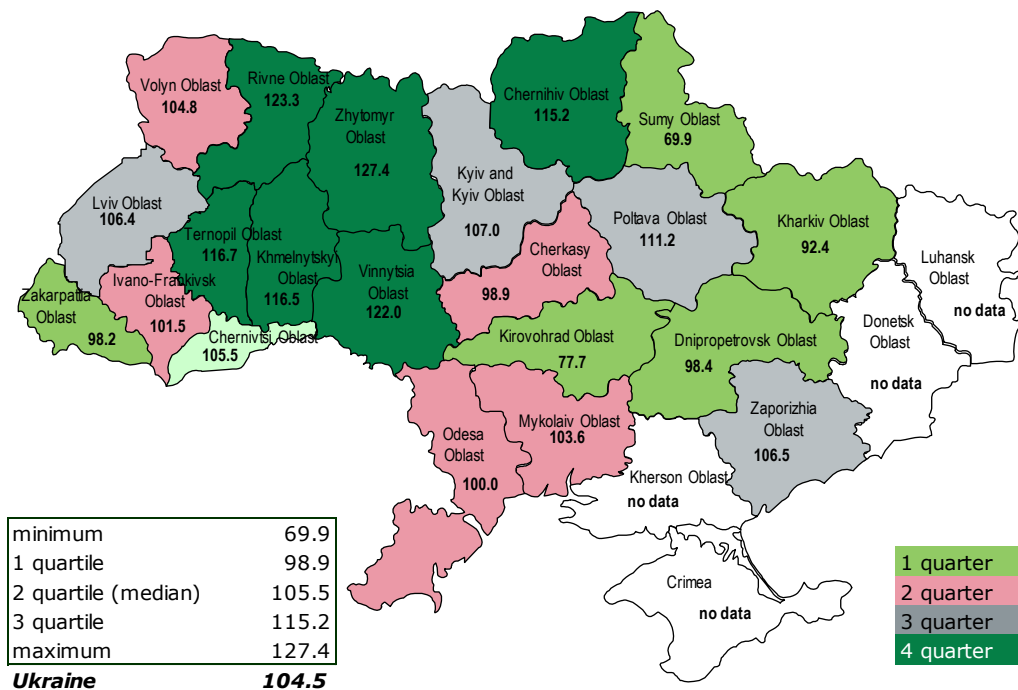 Volyn Oblast
104.8
Rivne Oblast
123.3
Zhytomyr
Oblast
127.4
Chernihiv Oblast
115.2
Sumy Oblast
69.9
Lviv Oblast
106.4
Kyiv and
Kyiv Oblast
107.0
Poltava Oblast
111.2
Kharkiv Oblast
92.4
Luhansk
Oblast
no data
Ternopil Oblast
116.7
Khmelnytskyi
Oblast
116.5
Vinnytsia
Oblast
122.0
Cherkasy
Oblast
98.9
Zakarpattia
Oblast
98.2
Ivano-Frankivsk
Oblast
101.5
Chernivtsi Oblast
105.5
Kirovohrad Oblast
77.7
Dnipropetrovsk Oblast
98.4
Donetsk
Oblast
no data
Odesa
Oblast
100.0
Mykolaiv Oblast
103.6
Zaporizhia
Oblast
106.5
Kherson Oblast
no data
Crimea
no data
minimum 69.9
1 quartile 98.9
2 quartile (median) 105.5
3 quartile 115.2
maximum 127.4
Ukraine 104.5
1 quarter
2 quarter
3 quarter
4 quarter